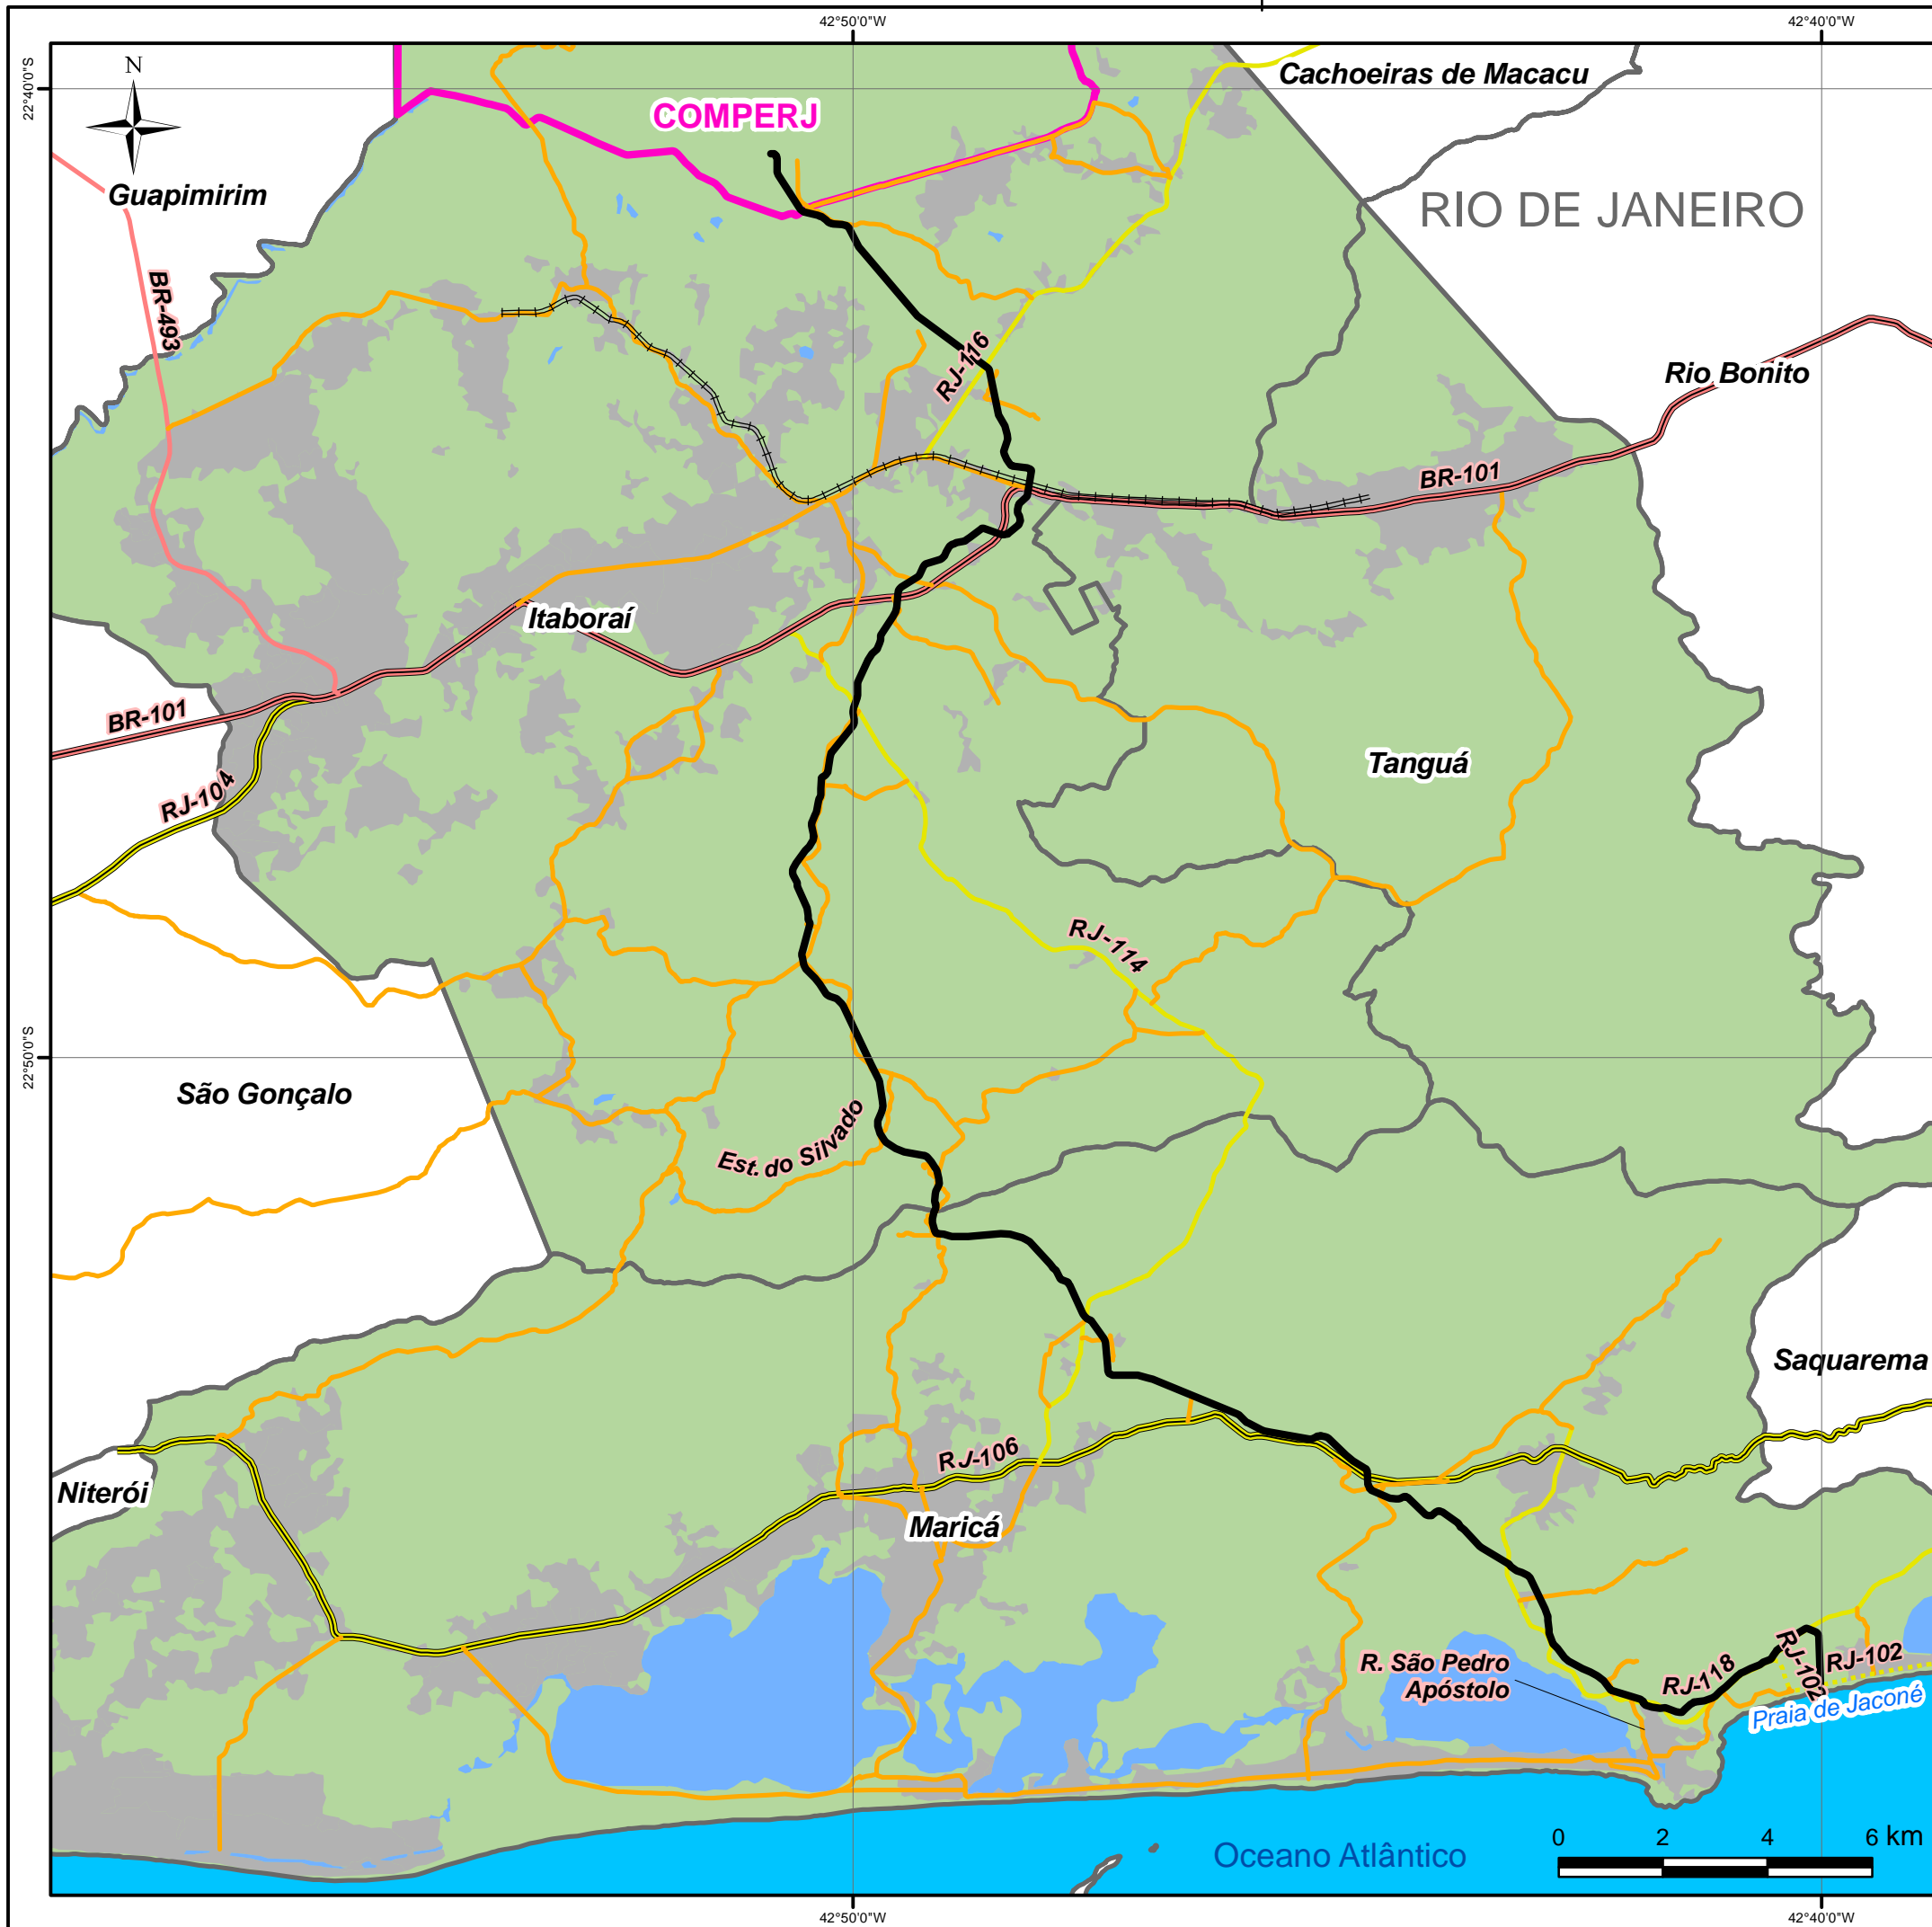 42°50'0"W
42°40'0"W
22°40'0"S
N
Cachoeiras de Macacu
COMPERJ
Guapimirim
RIO DE JANEIRO
BR-493
RJ-116
Rio Bonito
BR-101
Itaboraí
BR-101
Tanguá
RJ-104
RJ-114
22°50'0"S
São Gonçalo
Est. do Silvado
Saquarema
RJ-106
Niterói
Maricá
R. São Pedro
Apóstolo
RJ-118
RJ-102
RJ-102
Praia de Jaconé
Oceano Atlântico
0 2 4 6 km
42°50'0"W
42°40'0"W